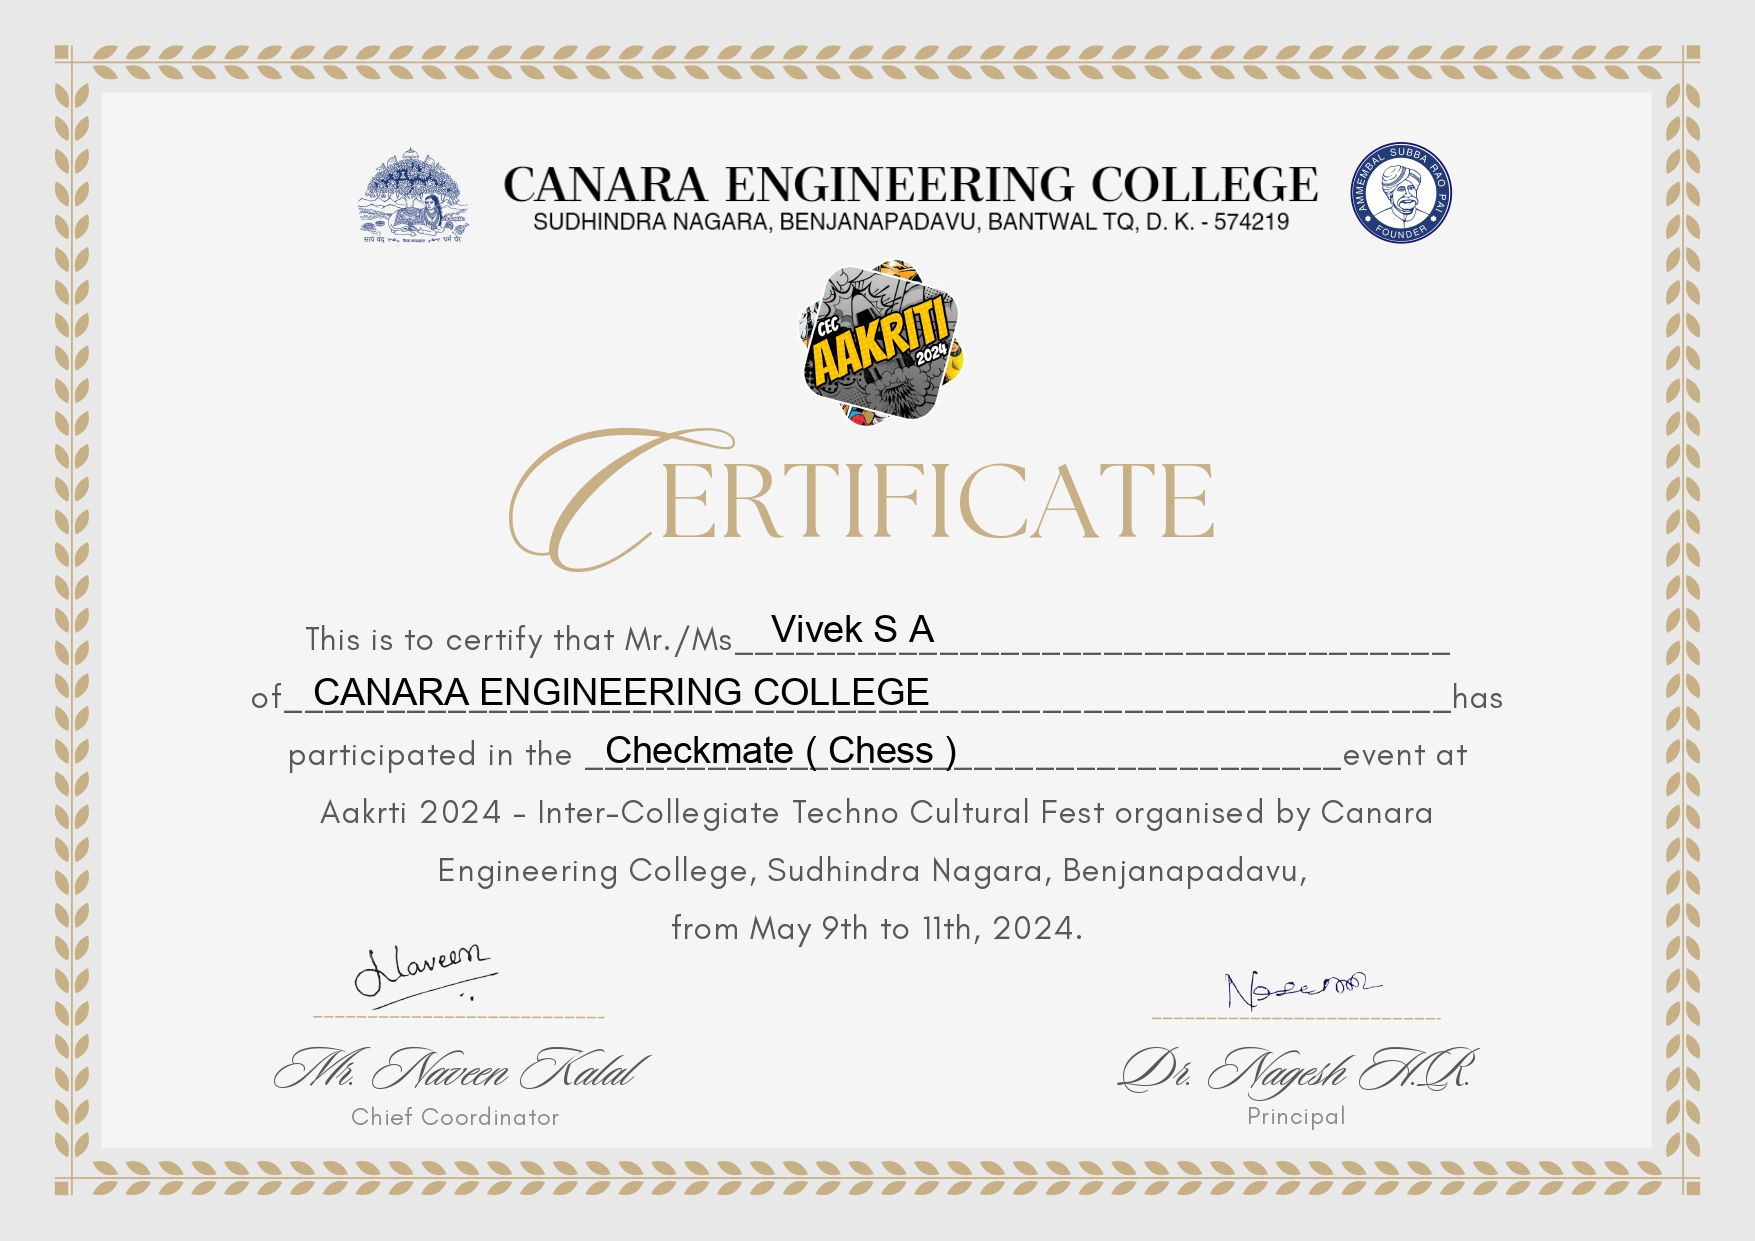 CANARA ENGINEERING COLLEGE
SUDHINDRA NAGARA, BENJANAPADAVU, BANTWAL TQ, D. K. - 574219
AMMEMBAL SUBBA RAO PAI
FOUNDER
CEC
AAKRITI
2024
CERTIFICATE
This is to certify that Mr./Ms Vivek S A
of CANARA ENGINEERING COLLEGE has
participated in the Checkmate ( Chess ) event at
Aakrti 2024 - Inter-Collegiate Techno Cultural Fest organised by Canara
Engineering College, Sudhindra Nagara, Benjanapadavu,
from May 9th to 11th, 2024.
Naveen
Mr. Naveen Kalal
Dr. Nagesh H.R.
Chief Coordinator
Principal